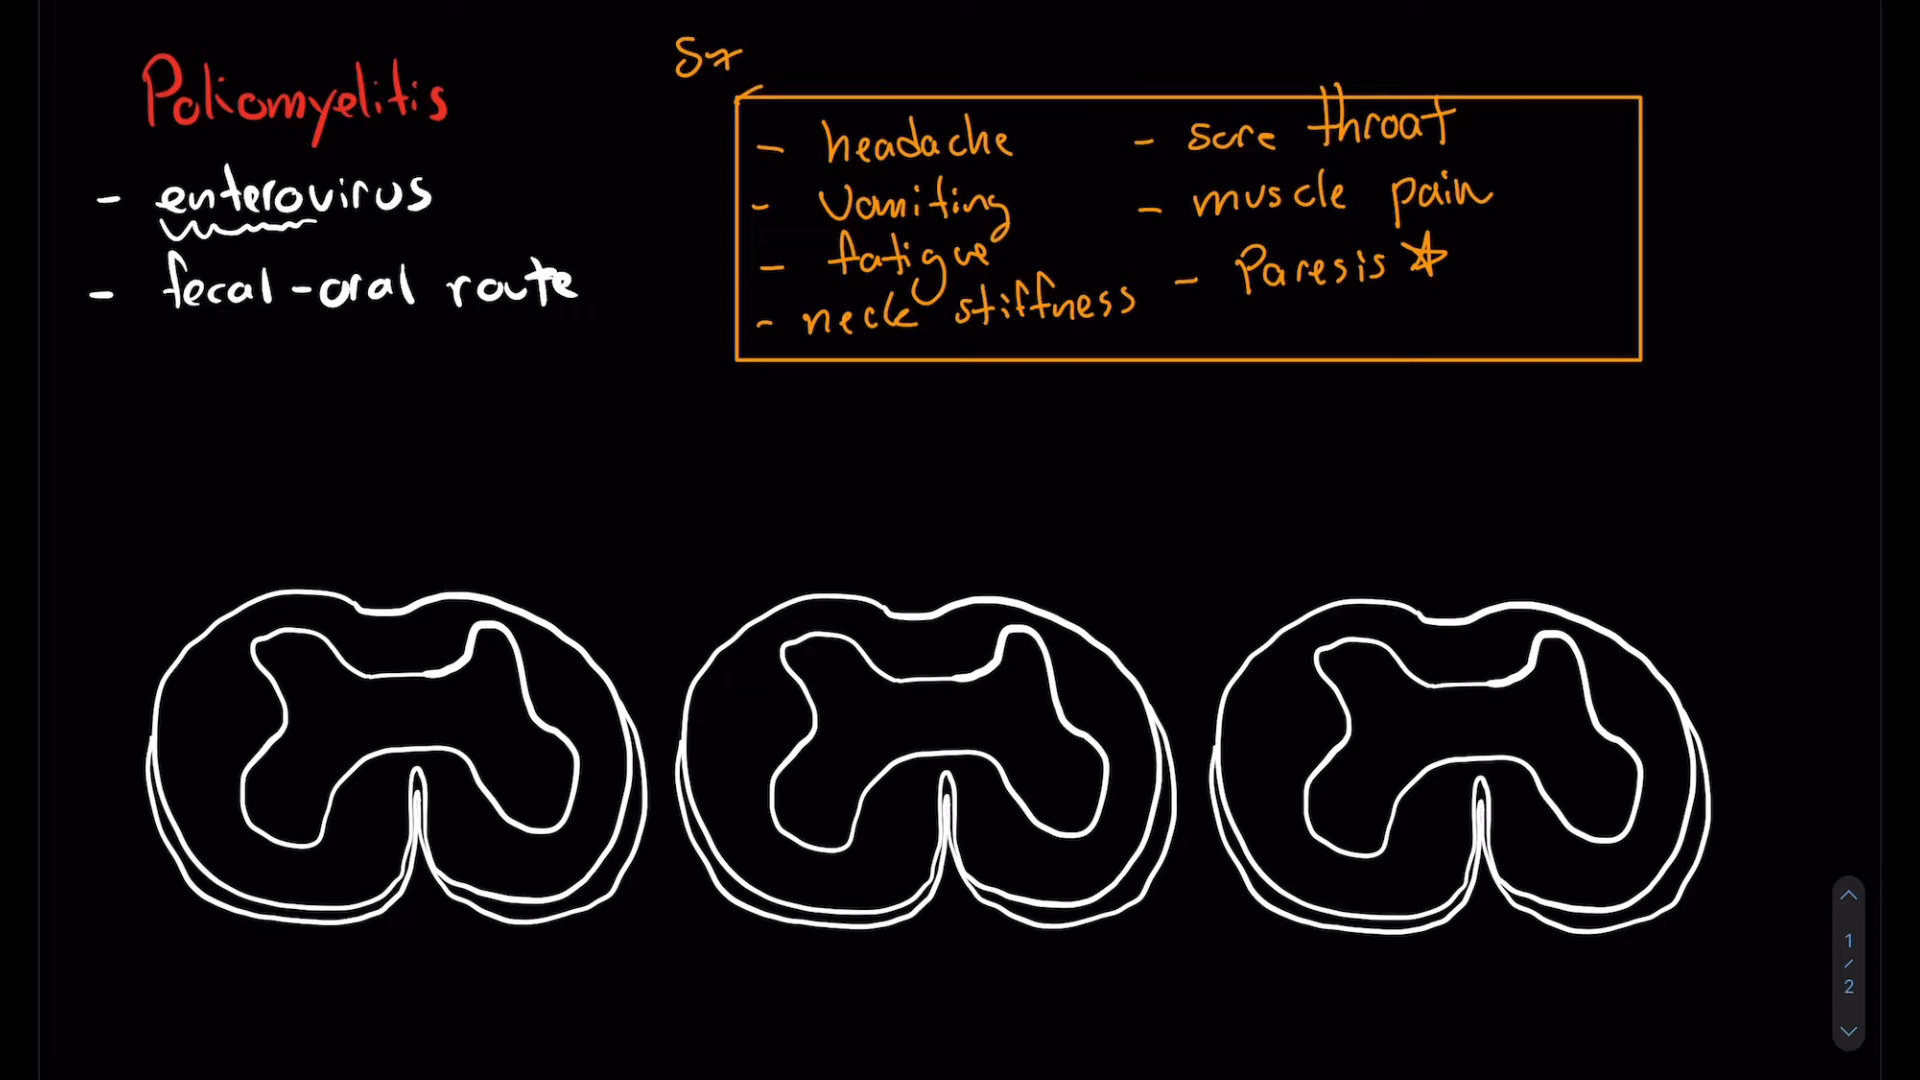 Poliomyelitis
- enterovirus
- fecal-oral route
Sx
- headache
- Vomiting
- fatigue
- neck stiffness
- sore throat
- muscle pain
- Paresis
1
/
2